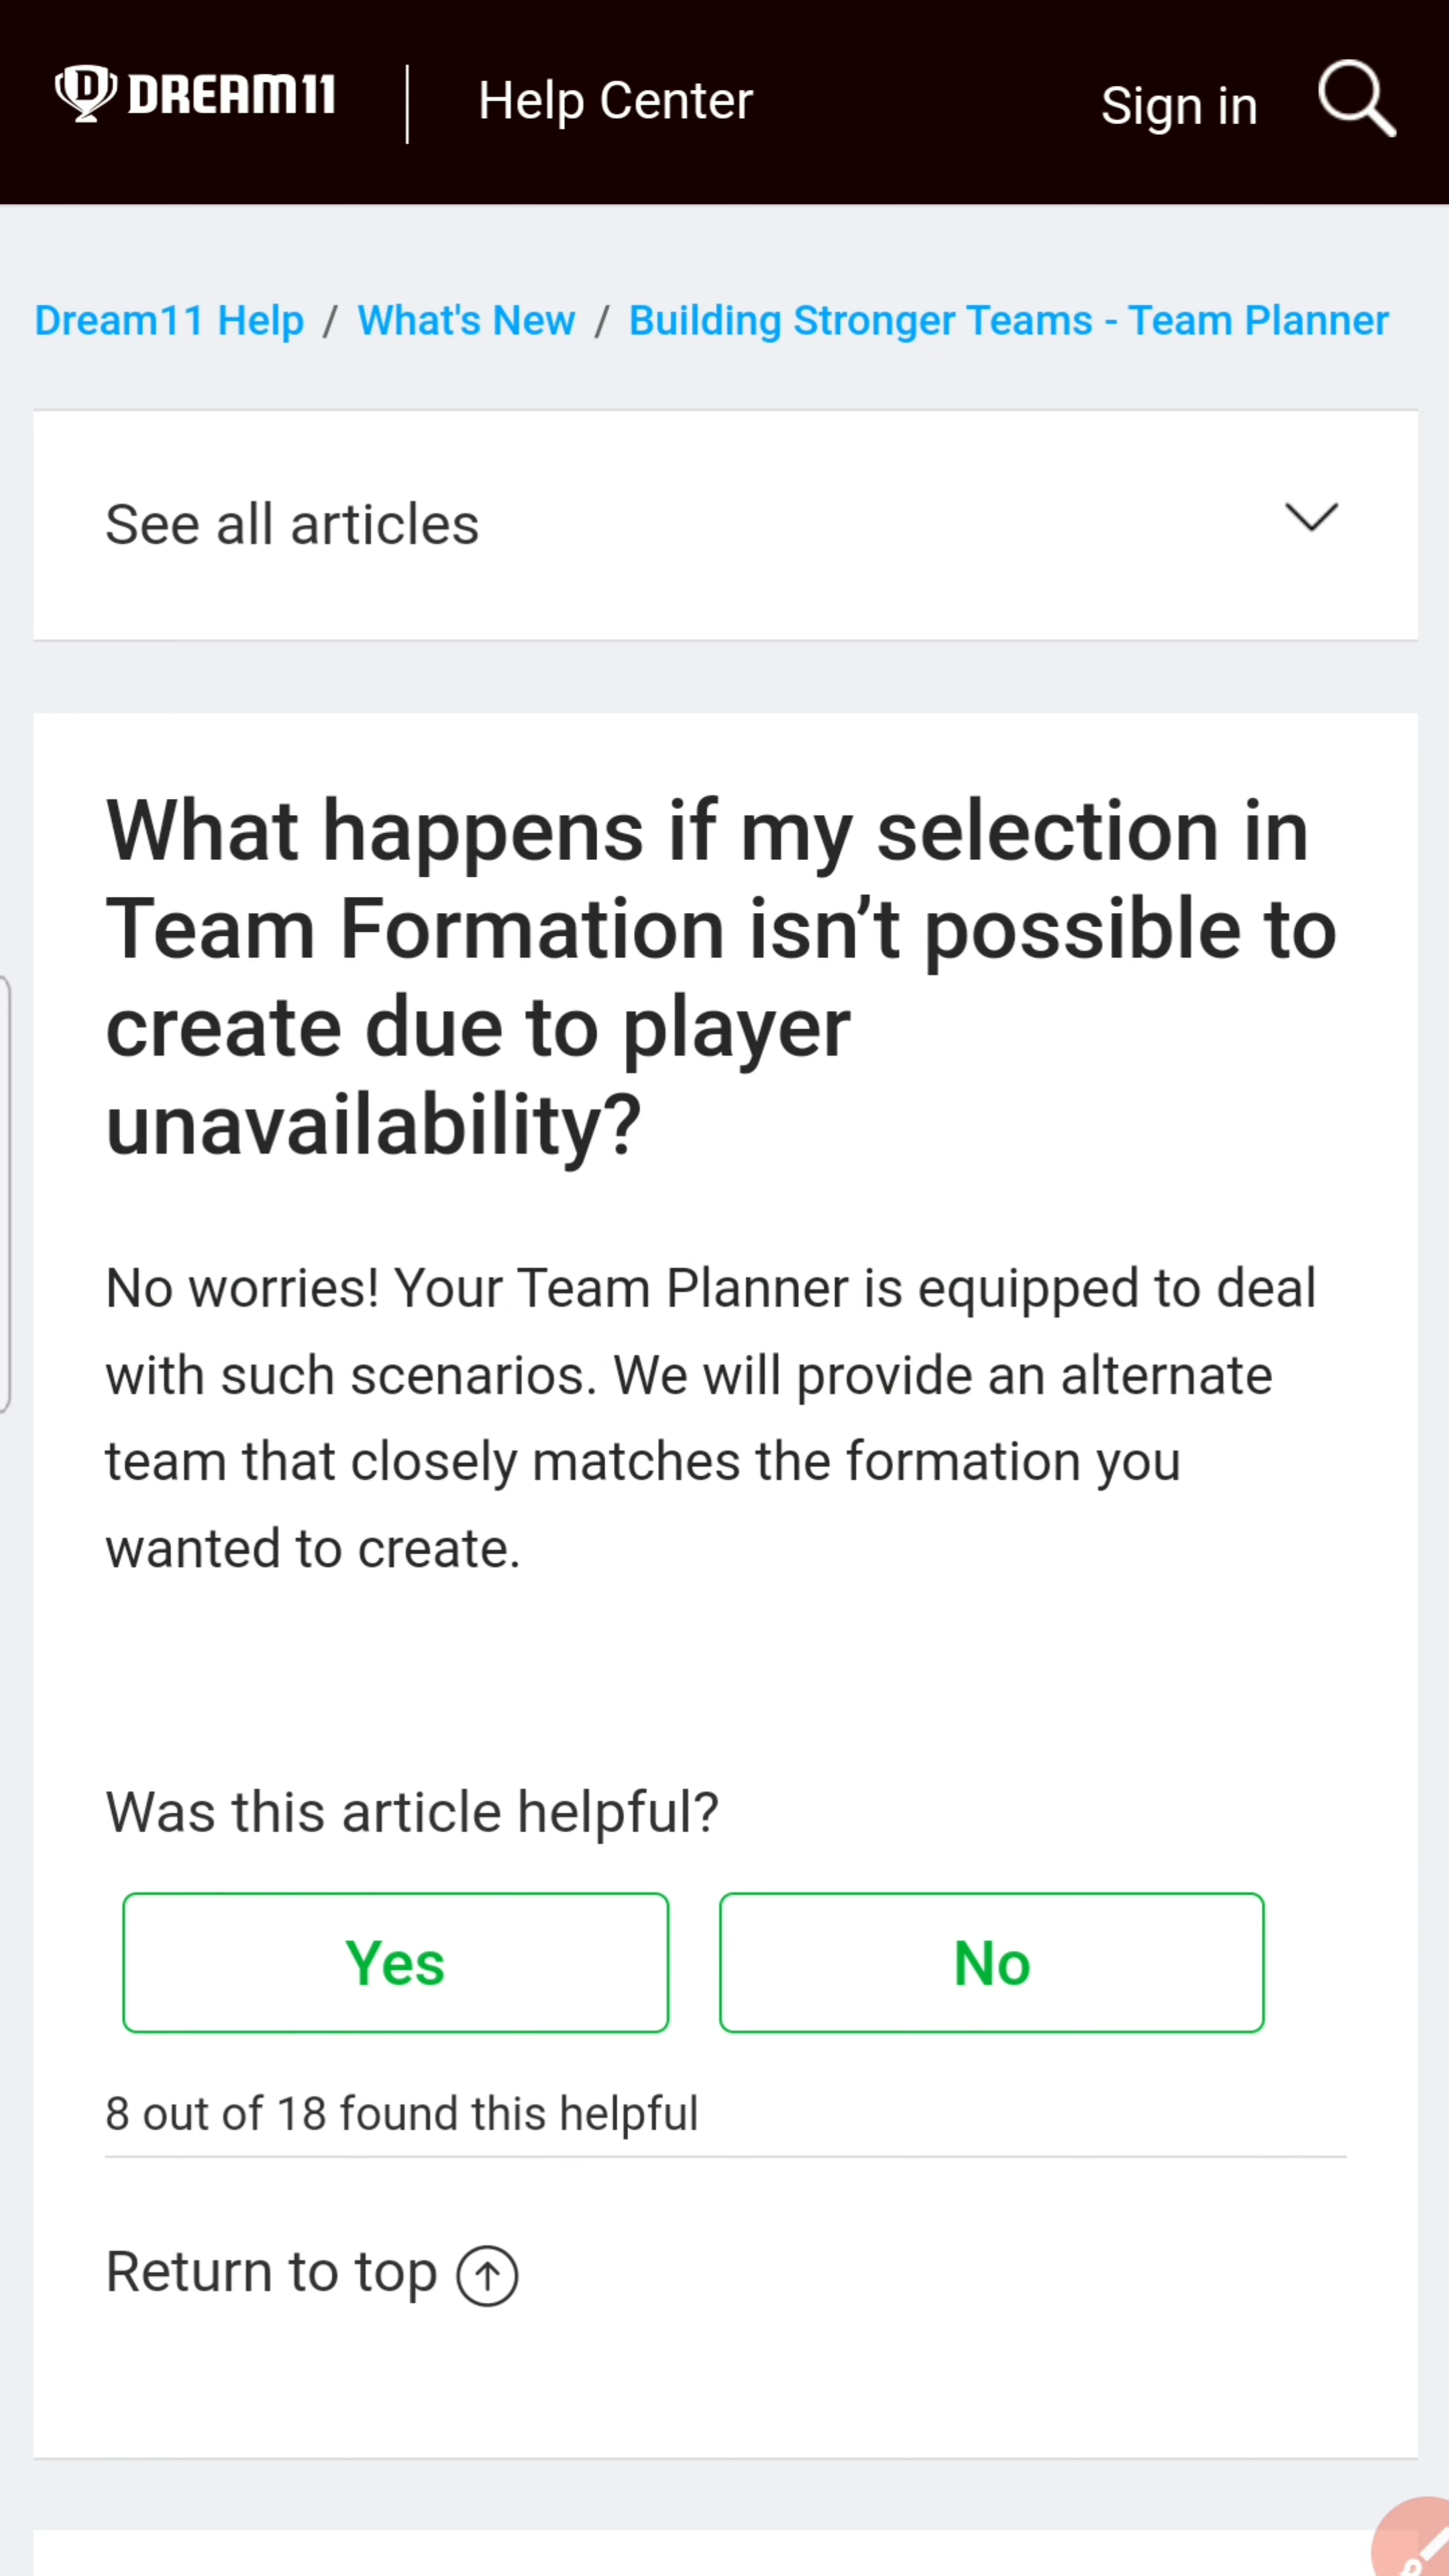 DREAM11 | Help Center Sign in
Dream11 Help / What's New / Building Stronger Teams - Team Planner
See all articles
What happens if my selection in
Team Formation isn’t possible to
create due to player
unavailability?
No worries! Your Team Planner is equipped to deal
with such scenarios. We will provide an alternate
team that closely matches the formation you
wanted to create.
Was this article helpful?
Yes No
8 out of 18 found this helpful
Return to top